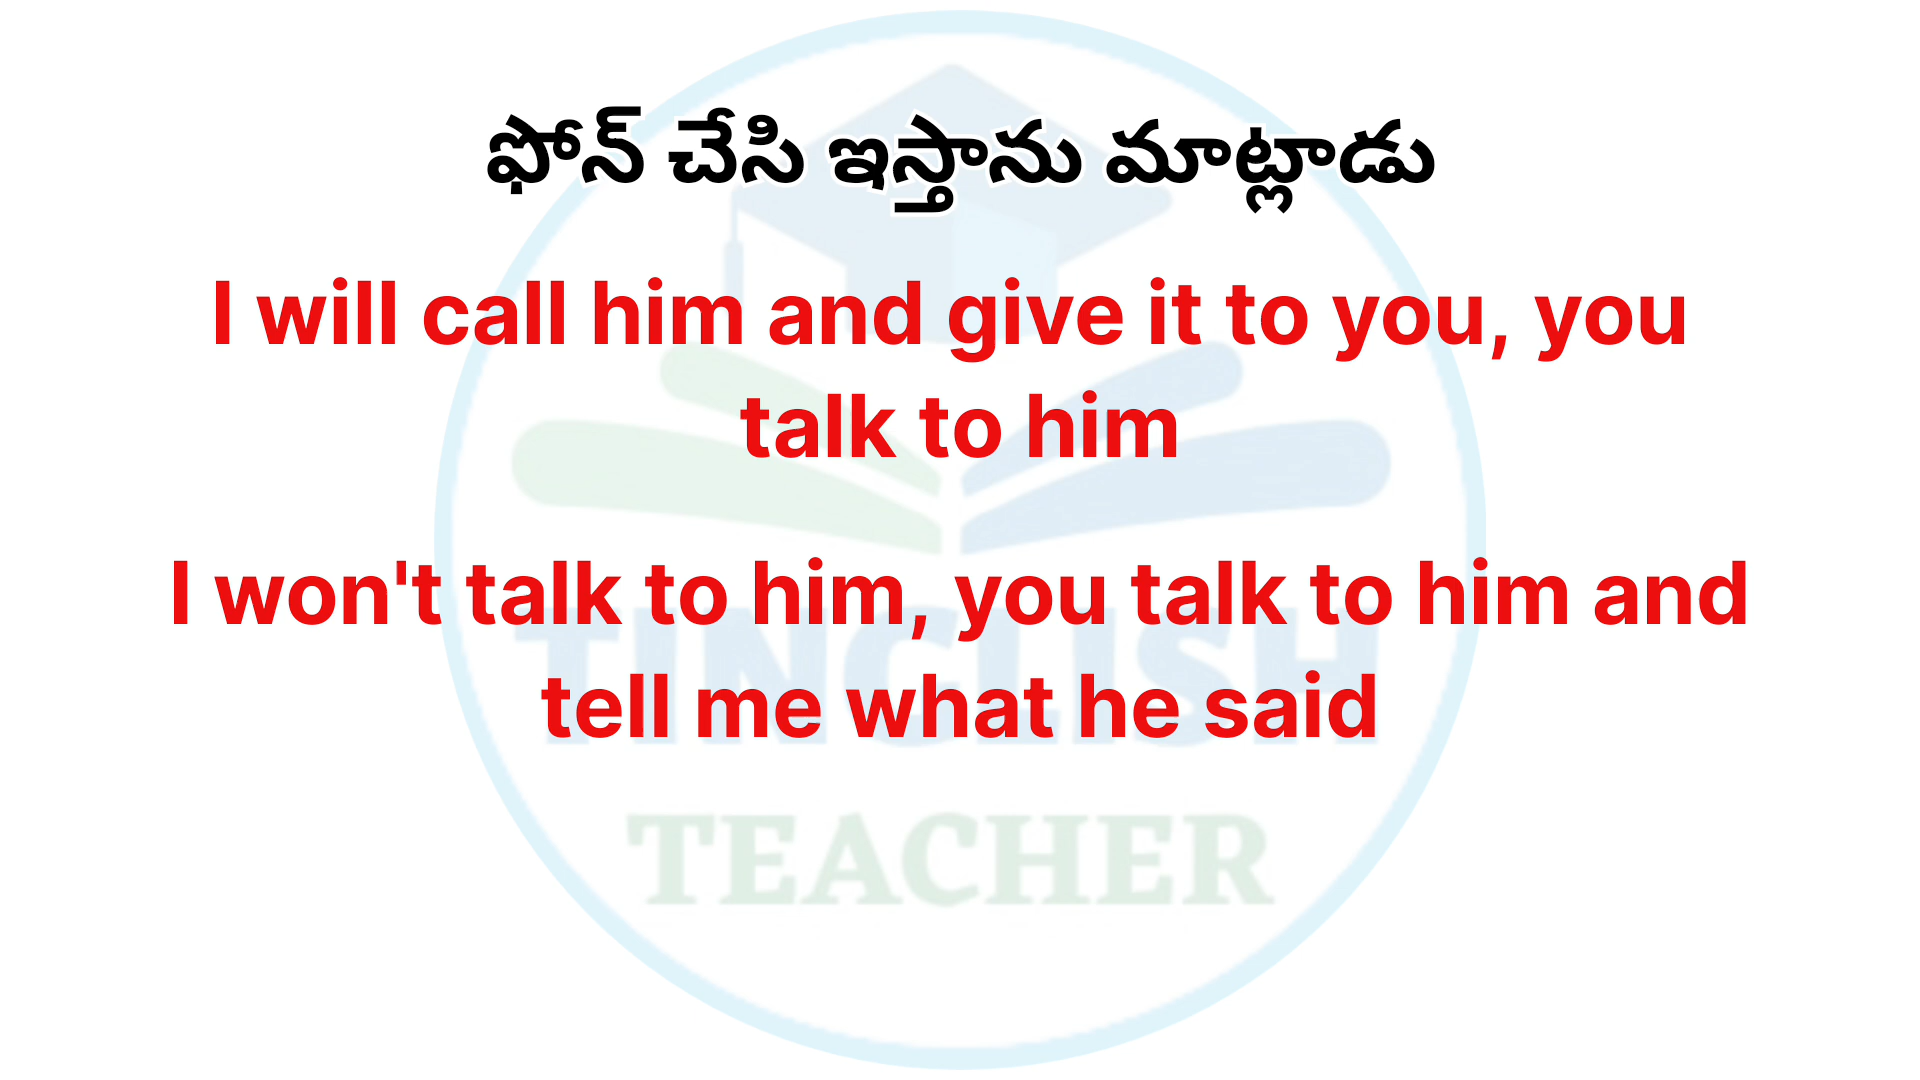 ఫోన్ చేసి ఇస్తాను మాట్లాడు
I will call him and give it to you, you
talk to him
I won't talk to him, you talk to him and
tell me what he said
TINGLISH
TEACHER